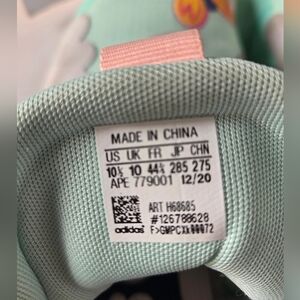 MADE IN CHINA
US UK FR JP CHN
10½ 10 44⅔ 285 275
APE 779001 12/20
ART H68685
#126788628
adidas